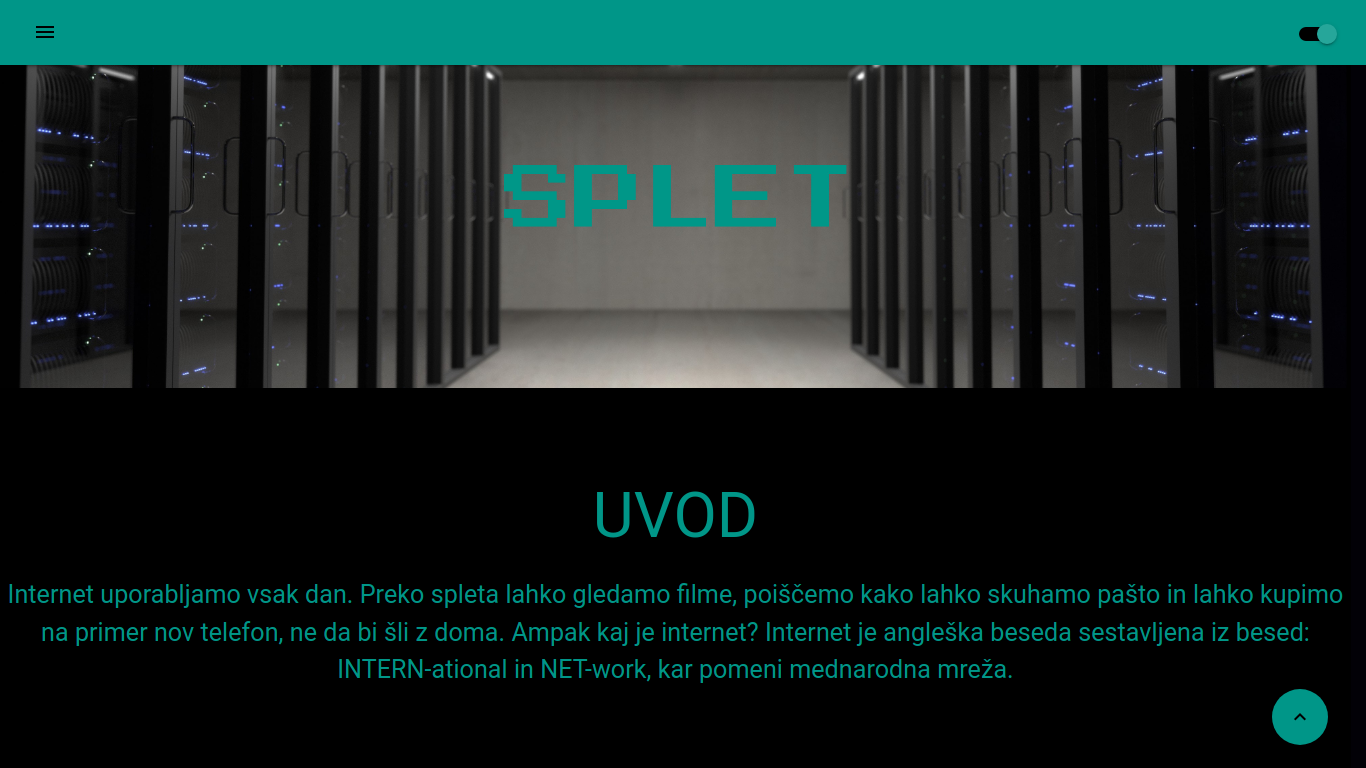 SPLET
UVOD
Internet uporabljamo vsak dan. Preko spleta lahko gledamo filme, poiščemo kako lahko skuhamo pašto in lahko kupimo
na primer nov telefon, ne da bi šli z doma. Ampak kaj je internet? Internet je angleška beseda sestavljena iz besed:
INTERN-ational in NET-work, kar pomeni mednarodna mreža.